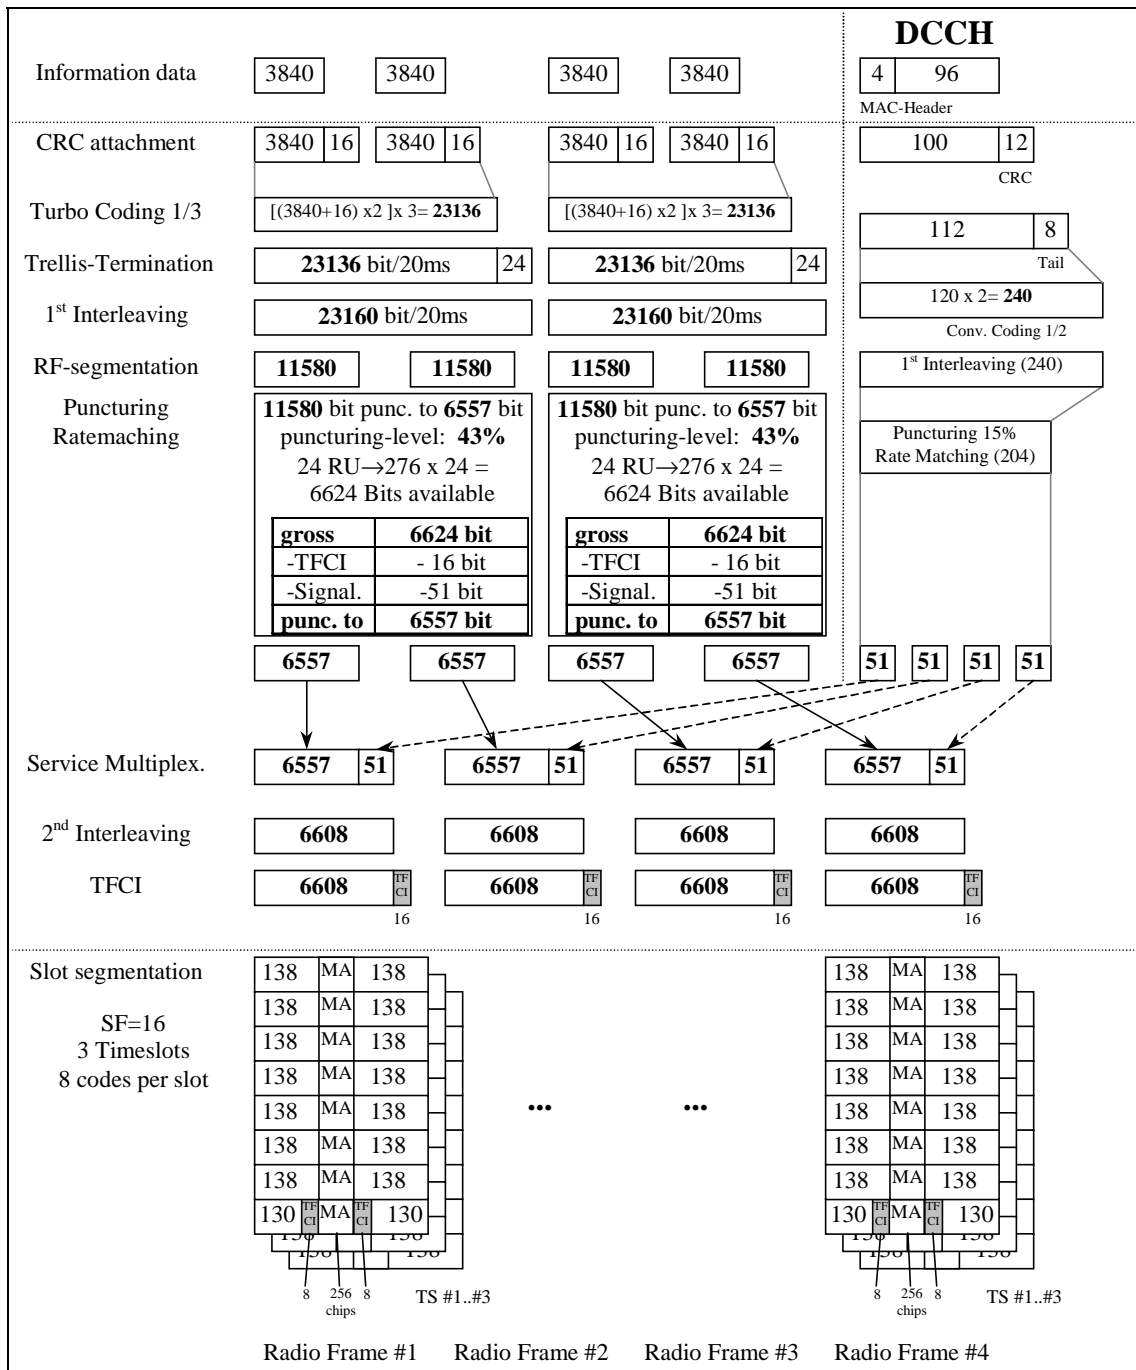 DCCH
Information data 3840 3840 3840 3840 4 96
MAC-Header
CRC attachment 3840 16 3840 16 3840 16 3840 16 100 12
CRC
Turbo Coding 1/3 [(3840+16) x2 ]x 3= 23136 [(3840+16) x2 ]x 3= 23136
112 8
Trellis-Termination 23136 bit/20ms 24 23136 bit/20ms 24
Tail
120 x 2= 240
1st Interleaving 23160 bit/20ms 23160 bit/20ms
Conv. Coding 1/2
RF-segmentation 11580 11580 11580 11580 1st Interleaving (240)
Puncturing
Ratemaching
11580 bit punc. to 6557 bit
puncturing-level: 43%
24 RU→276 x 24 =
6624 Bits available
gross 6624 bit
-TFCI - 16 bit
-Signal. -51 bit
punc. to 6557 bit
11580 bit punc. to 6557 bit
puncturing-level: 43%
24 RU→276 x 24 =
6624 Bits available
gross 6624 bit
-TFCI - 16 bit
-Signal. -51 bit
punc. to 6557 bit
Puncturing 15%
Rate Matching (204)
6557 6557 6557 6557 51 51 51 51
Service Multiplex. 6557 51 6557 51 6557 51 6557 51
2nd Interleaving 6608 6608 6608 6608
TFCI 6608 TF CI 6608 TF CI 6608 TF CI 6608 TF CI
16 16 16 16
Slot segmentation
SF=16
3 Timeslots
8 codes per slot
138 MA 138
138 MA 138
138 MA 138
138 MA 138
138 MA 138
138 MA 138
138 MA 138
130 TF CI MA TF CI 130
138 138
138 138
8 256 chips 8 TS #1..#3
... ...
138 MA 138
138 MA 138
138 MA 138
138 MA 138
138 MA 138
138 MA 138
138 MA 138
130 TF CI MA TF CI 130
138 138
138 138
8 256 chips 8 TS #1..#3
Radio Frame #1 Radio Frame #2 Radio Frame #3 Radio Frame #4